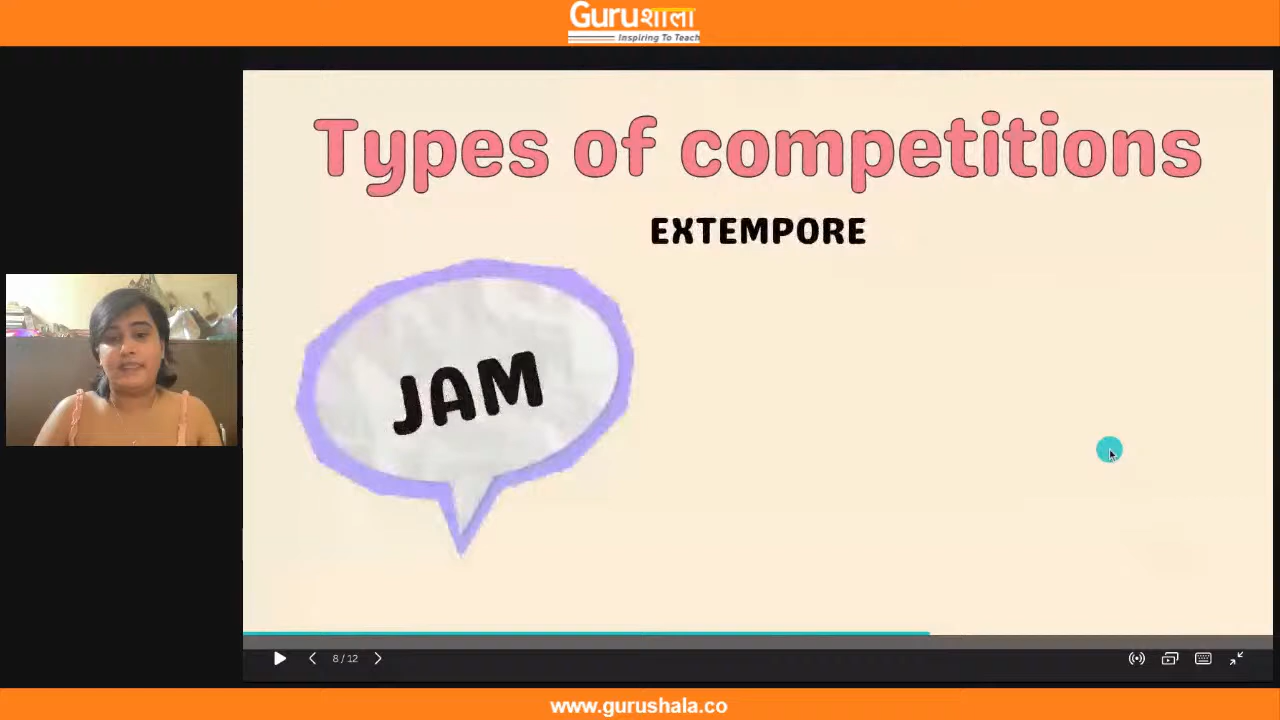 Guruशाला
Inspiring To Teach
Types of competitions
EXTEMPORE
JAM
8 / 12
www.gurushala.co